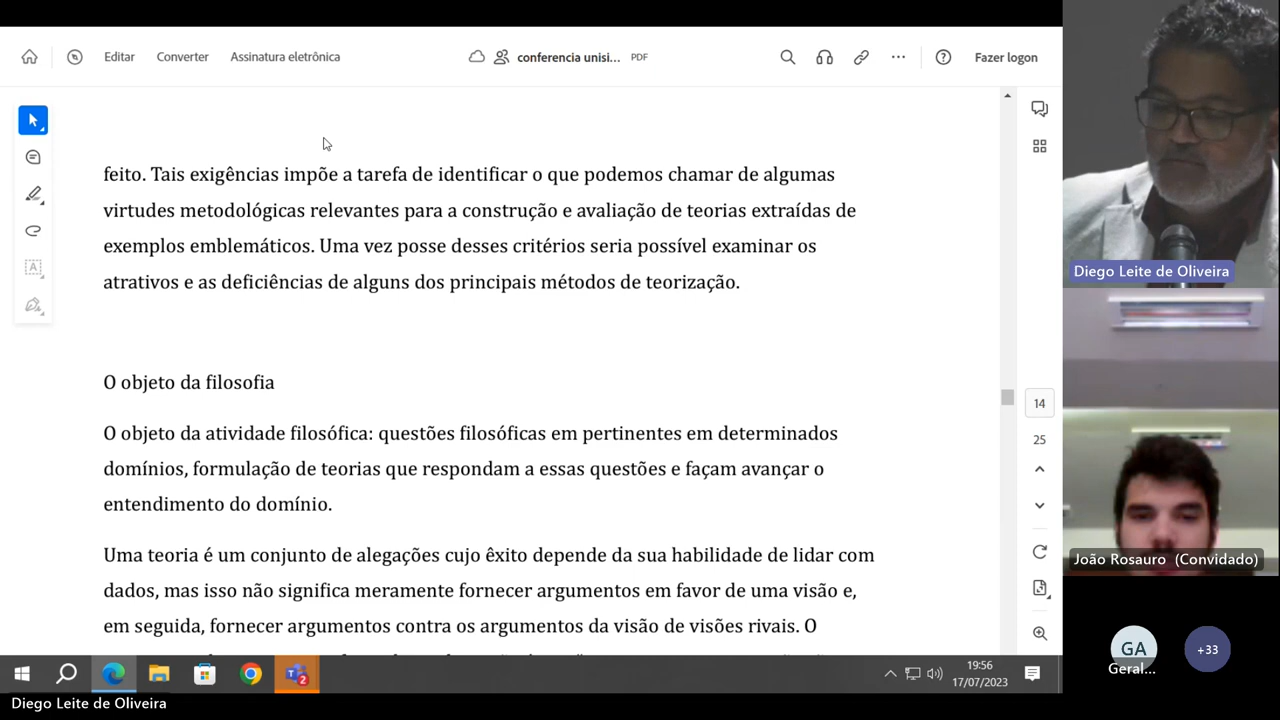 Editar
Converter
Assinatura eletrônica
conferencia unisi...
PDF
Fazer logon
feito. Tais exigências impõe a tarefa de identificar o que podemos chamar de algumas
virtudes metodológicas relevantes para a construção e avaliação de teorias extraídas de
exemplos emblemáticos. Uma vez posse desses critérios seria possível examinar os
atrativos e as deficiências de alguns dos principais métodos de teorização.
O objeto da filosofia
O objeto da atividade filosófica: questões filosóficas em pertinentes em determinados
domínios, formulação de teorias que respondam a essas questões e façam avançar o
entendimento do domínio.
Uma teoria é um conjunto de alegações cujo êxito depende da sua habilidade de lidar com
dados, mas isso não significa meramente fornecer argumentos em favor de uma visão e,
em seguida, fornecer argumentos contra os argumentos da visão de visões rivais. O
14
25
Diego Leite de Oliveira
João Rosauro (Convidado)
GA
Geral...
+33
2
19:56
17/07/2023
Diego Leite de Oliveira